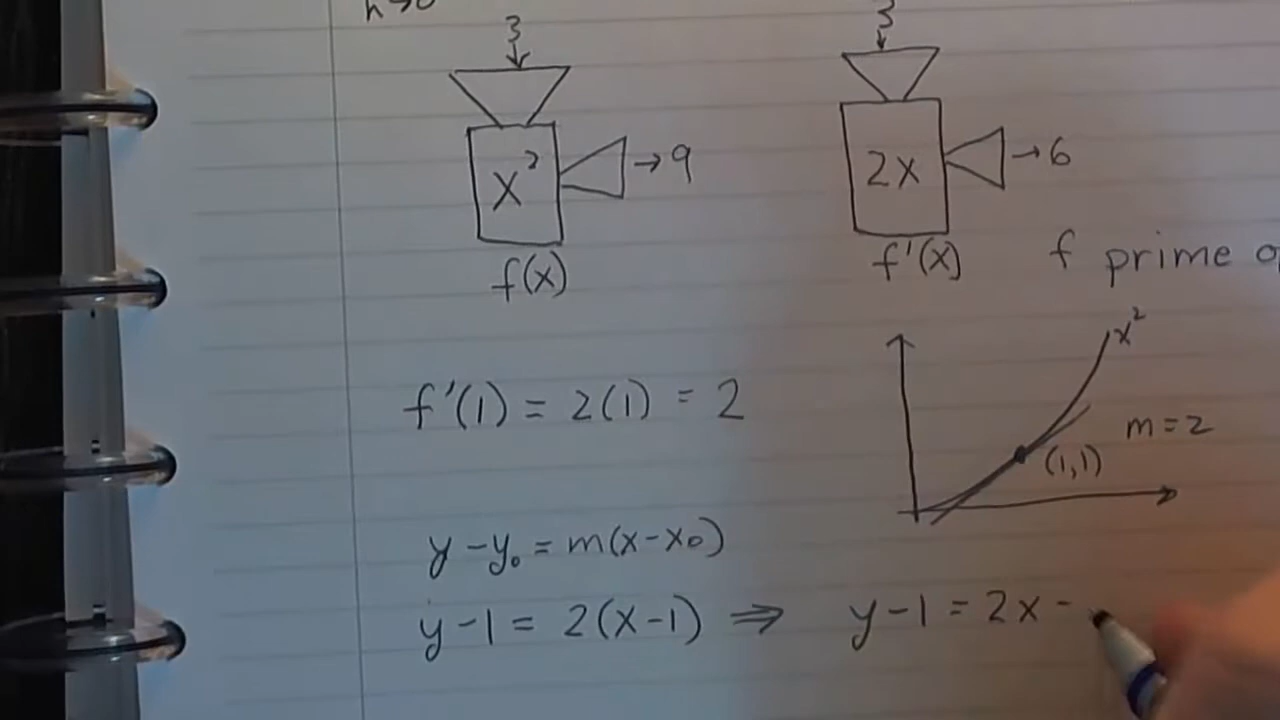 h→0
3
3
x²
→9
2x
→6
f(x)
f'(x)
f prime o
x²
f'(1) = 2(1) = 2
m=2
(1,1)
y-y₀ = m(x-x₀)
y-1 = 2(x-1) ⇒ y-1 = 2x -